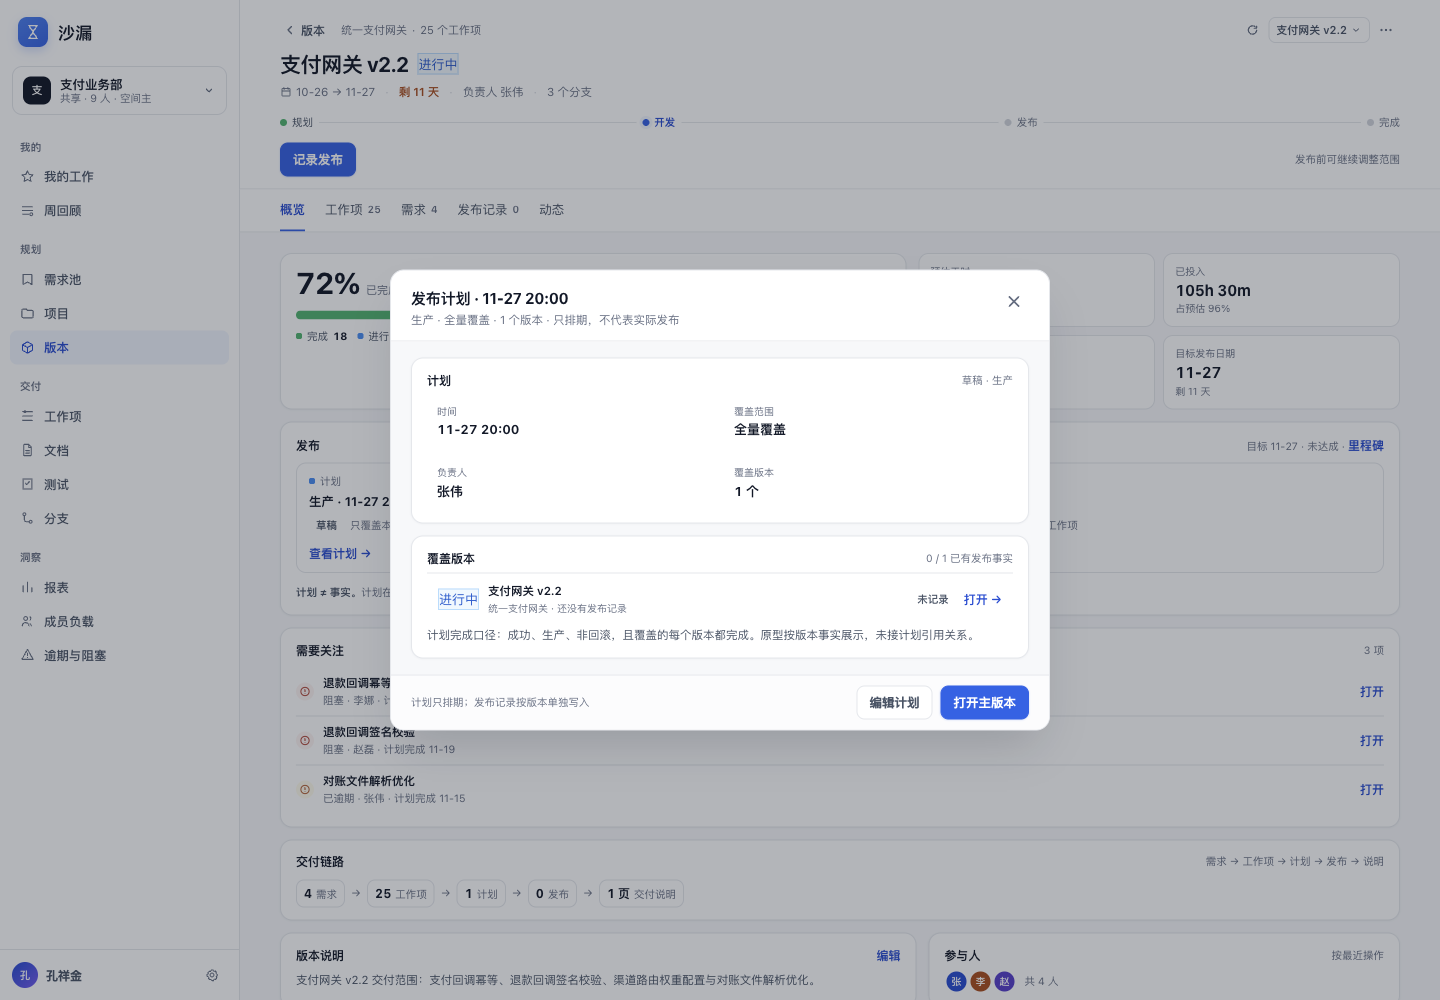 沙漏
支
支付业务部
共享 · 9 人 · 空间主
我的
我的工作
周回顾
规划
需求池
项目
版本
交付
工作项
文档
测试
分支
洞察
报表
成员负载
逾期与阻塞
孔
孔祥金
版本
统一支付网关 · 25 个工作项
支付网关 v2.2
支付网关 v2.2
进行中
10-26 → 11-27 · 剩 11 天 · 负责人 张伟 · 3 个分支
规划
开发
发布
完成
记录发布
发布前可继续调整范围
概览
工作项 25
需求 4
发布记录 0
动态
72%
已完
完成 18
进行
已投入
105h 30m
占预估 96%
目标发布日期
11-27
剩 11 天
发布
目标 11-27 · 未达成 · 里程碑
计划
生产 · 11-27 2
草稿
只覆盖本
工作项
查看计划 →
计划 ≠ 事实。计划在
发布计划 · 11-27 20:00
生产 · 全量覆盖 · 1 个版本 · 只排期，不代表实际发布
计划
草稿 · 生产
时间
11-27 20:00
覆盖范围
全量覆盖
负责人
张伟
覆盖版本
1 个
覆盖版本
0 / 1 已有发布事实
进行中
支付网关 v2.2
统一支付网关 · 还没有发布记录
未记录
打开 →
计划完成口径：成功、生产、非回滚，且覆盖的每个版本都完成。原型按版本事实展示，未接计划引用关系。
计划只排期；发布记录按版本单独写入
编辑计划
打开主版本
需要关注
3 项
退款回调幂等
阻塞 · 李娜 · 计
打开
退款回调签名校验
阻塞 · 赵磊 · 计划完成 11-19
打开
对账文件解析优化
已逾期 · 张伟 · 计划完成 11-15
打开
交付链路
需求 → 工作项 → 计划 → 发布 → 说明
4 需求 → 25 工作项 → 1 计划 → 0 发布 → 1 页 交付说明
版本说明
编辑
支付网关 v2.2 交付范围：支付回调幂等、退款回调签名校验、渠道路由权重配置与对账文件解析优化。
参与人
按最近操作
张
李
赵
共 4 人